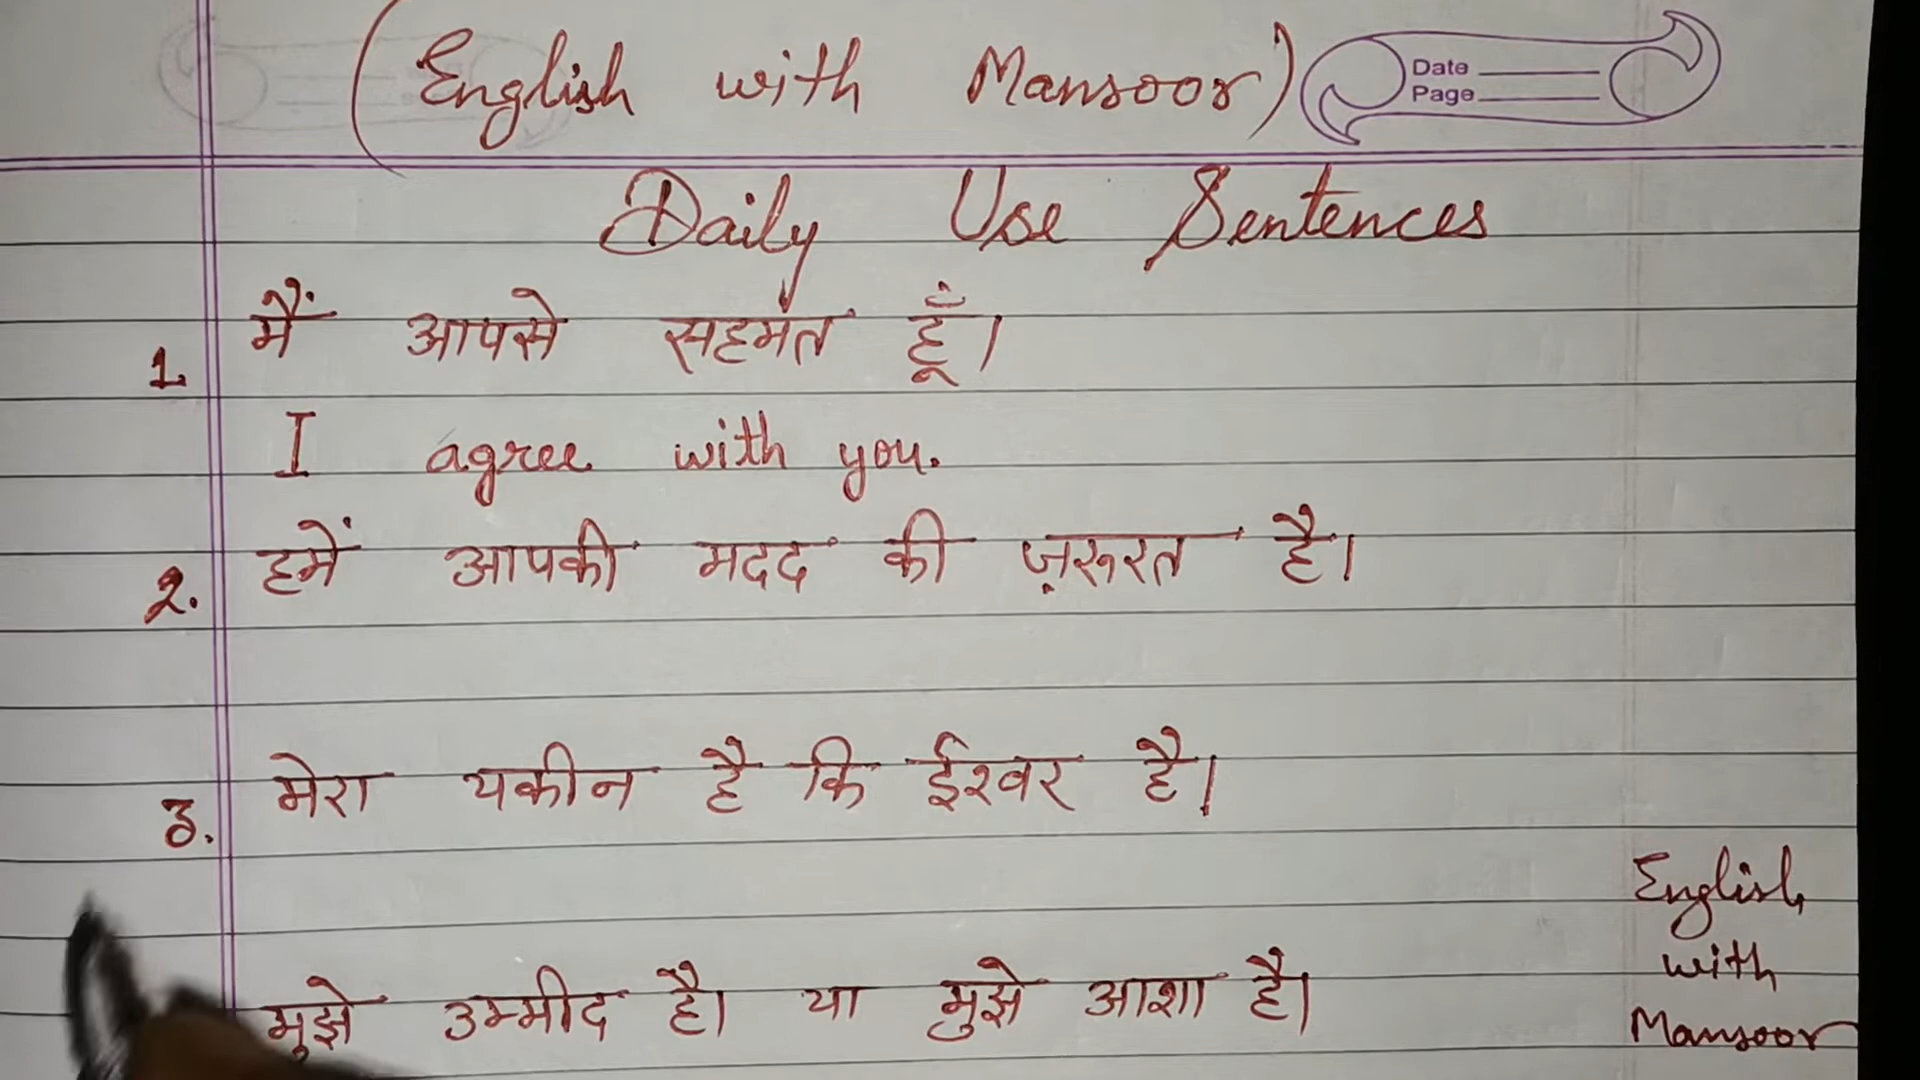 (English with Mansoor)
Date
Page
Daily Use Sentences
1. मैं आपसे सहमत हूँ।
I agree with you.
2. हमें आपकी मदद की ज़रूरत है।
3. मेरा यकीन है कि ईश्वर है।
मुझे उम्मीद है। या मुझे आशा है।
English
with
Mansoor